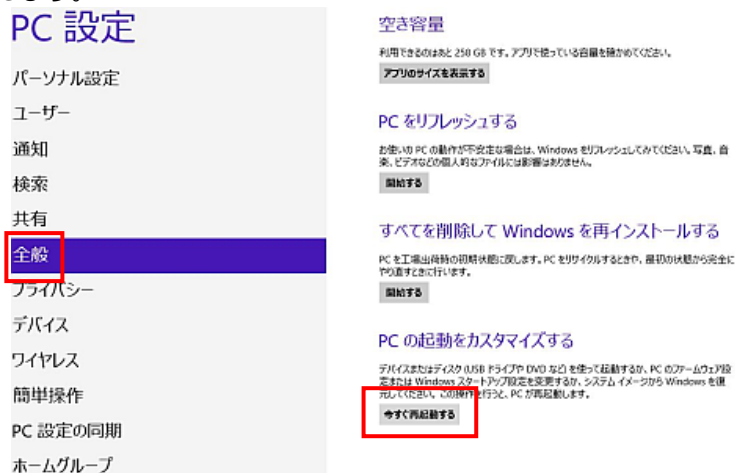 PC 設定
パーソナル設定
ユーザー
通知
検索
共有
全般
プライバシー
デバイス
ワイヤレス
簡単操作
PC 設定の同期
ホームグループ
空き容量
利用できるのはあと 250 GB です。アプリで使っている容量を確かめてください。
アプリのサイズを表示する
PC をリフレッシュする
お使いの PC の動作が不安定な場合は、Windows をリフレッシュしてみてください。写真、音
楽、ビデオなどの個人的なファイルには影響はありません。
開始する
すべてを削除して Windows を再インストールする
PC を工場出荷時の初期状態に戻します。PC をリサイクルするときや、最初の状態から完全に
やり直すときに行います。
開始する
PC の起動をカスタマイズする
デバイスまたはディスク (USB ドライブや DVD など) を使って起動するか、PC のファームウェア設
定または Windows スタートアップ設定を変更するか、システム イメージから Windows を復
元してください。この操作を行うと、PC が再起動します。
今すぐ再起動する